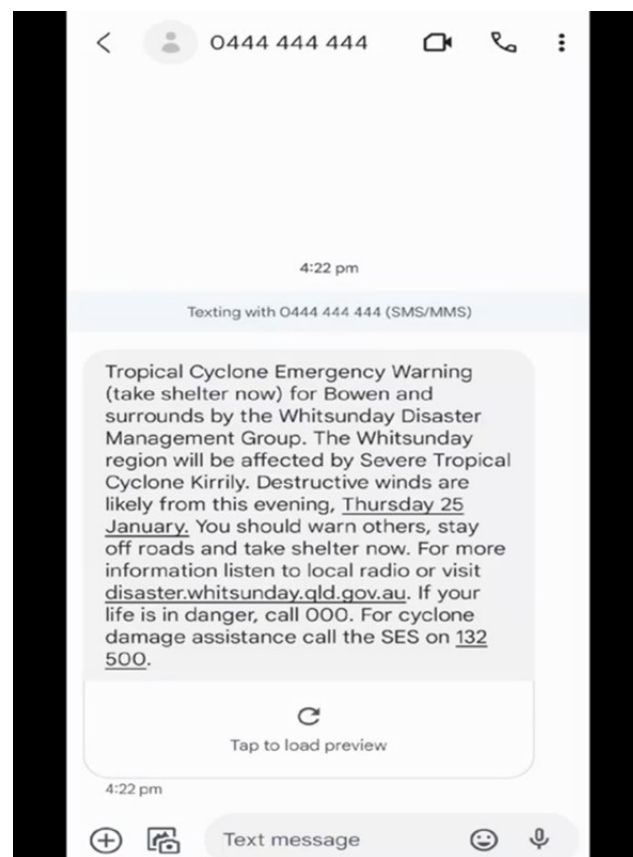 0444 444 444
4:22 pm
Texting with 0444 444 444 (SMS/MMS)
Tropical Cyclone Emergency Warning
(take shelter now) for Bowen and
surrounds by the Whitsunday Disaster
Management Group. The Whitsunday
region will be affected by Severe Tropical
Cyclone Kirrily. Destructive winds are
likely from this evening, Thursday 25
January. You should warn others, stay
off roads and take shelter now. For more
information listen to local radio or visit
disaster.whitsunday.qld.gov.au. If your
life is in danger, call 000. For cyclone
damage assistance call the SES on 132
500.
Tap to load preview
4:22 pm
Text message